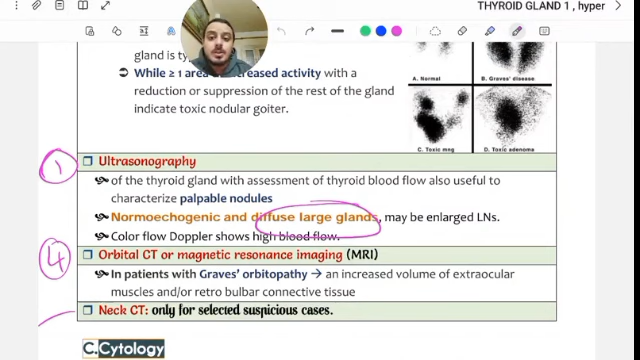 THYROID GLAND 1 , hyper
gland is
While ≥ 1 area
creased activity with a
reduction or suppression of the rest of the gland
indicate toxic nodular goiter.
A. Normal
B. Graves' disease
C. Toxic mng
D. Toxic adenoma
1
Ultrasonography
of the thyroid gland with assessment of thyroid blood flow also useful to
characterize palpable nodules
Normoechogenic and diffuse large glands, may be enlarged LNs.
Color flow Doppler shows high blood flow.
4
Orbital CT or magnetic resonance imaging (MRI)
In patients with Graves' orbitopathy → an increased volume of extraocular
muscles and/or retro bulbar connective tissue
Neck CT: only for selected suspicious cases.
C.Cytology